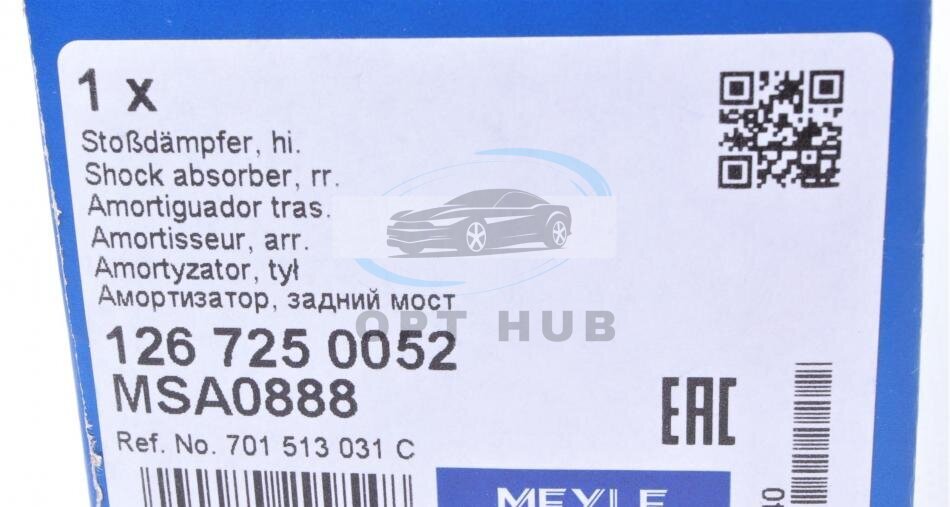 1 x
Stoßdämpfer, hi.
Shock absorber, rr.
Amortiguador tras.
Amortisseur, arr.
Amortyzator, tył
Амортизатор, задний мост
OPT HUB
126 725 0052
MSA0888
EAC
Ref. No. 701 513 031 C
MEYLE